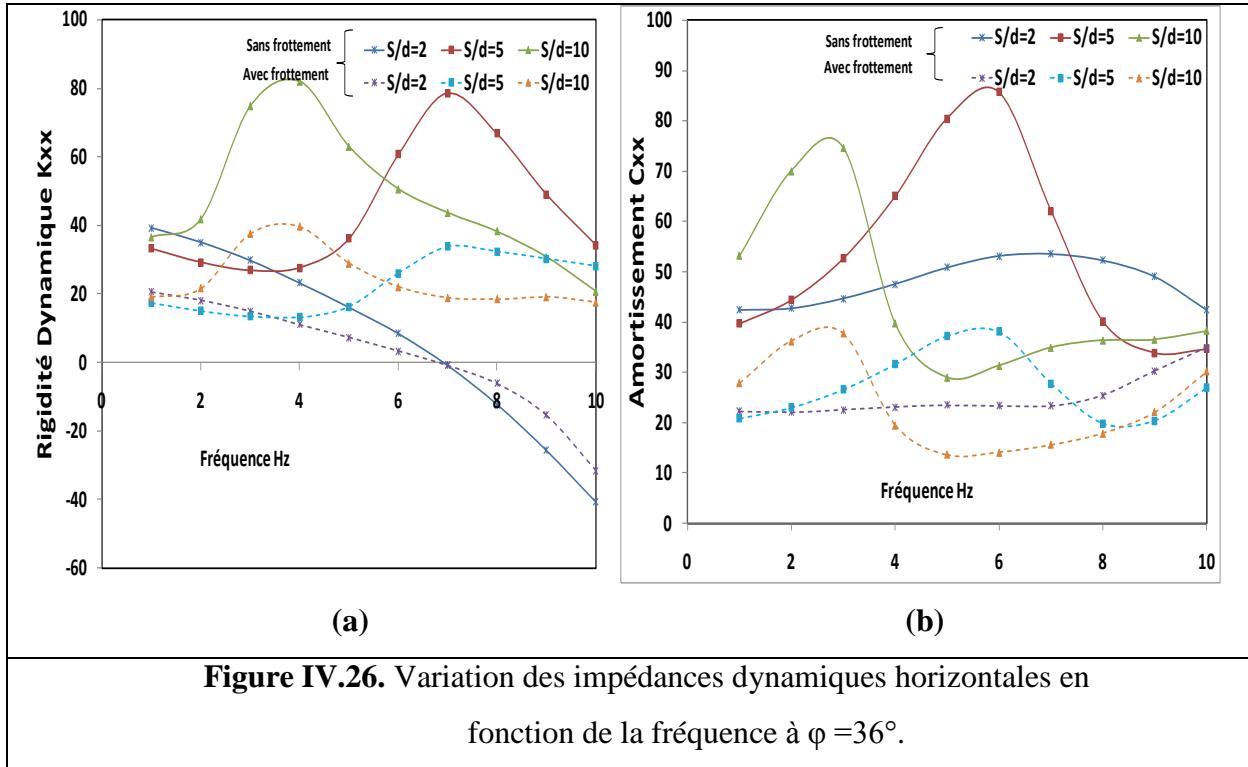 100
80
60
40
20
0
-20
-40
-60
0 2 4 6 8 10
Rigidité Dynamique Kxx
Fréquence Hz
Sans frottement
Avec frottement
S/d=2 S/d=5 S/d=10
S/d=2 S/d=5 S/d=10
(a)
100
90
80
70
60
50
40
30
20
10
0
0 2 4 6 8 10
Amortissement Cxx
Fréquence Hz
Sans frottement
Avec frottement
S/d=2 S/d=5 S/d=10
S/d=2 S/d=5 S/d=10
(b)
Figure IV.26. Variation des impédances dynamiques horizontales en
fonction de la fréquence à φ =36°.